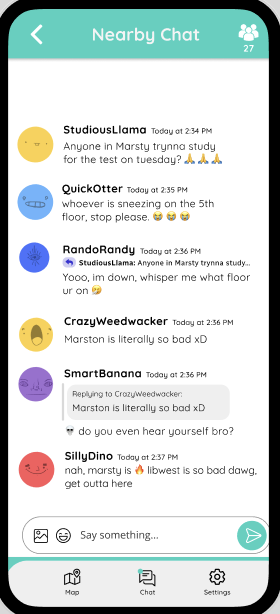 Nearby Chat
27
StudiousLlama Today at 2:34 PM
Anyone in Marsty trynna study
for the test on tuesday? 🙏🙏🙏
QuickOtter Today at 2:35 PM
whoever is sneezing on the 5th
floor, stop please. 😭😭😭
RandoRandy Today at 2:36 PM
StudiousLlama: Anyone in Marsty trynna study...
Yooo, im down, whisper me what floor
ur on 🤔
CrazyWeedwacker Today at 2:36 PM
Marston is literally so bad xD
SmartBanana Today at 2:36 PM
Replying to CrazyWeedwacker:
Marston is literally so bad xD
💀 do you even hear yourself bro?
SillyDino Today at 2:37 PM
nah, marsty is 🔥 libwest is so bad dawg,
get outta here
Say something...
Map Chat Settings